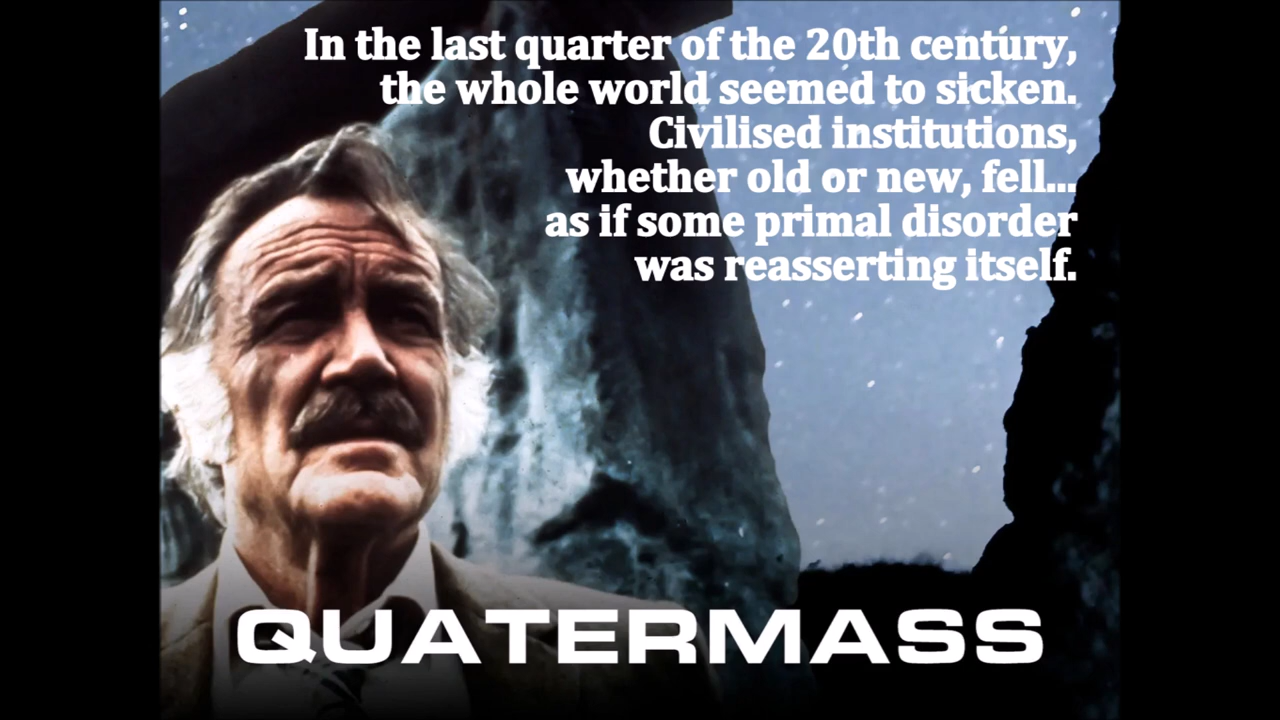 In the last quarter of the 20th century,
the whole world seemed to sicken.
Civilised institutions,
whether old or new, fell...
as if some primal disorder
was reasserting itself.
QUATERMASS